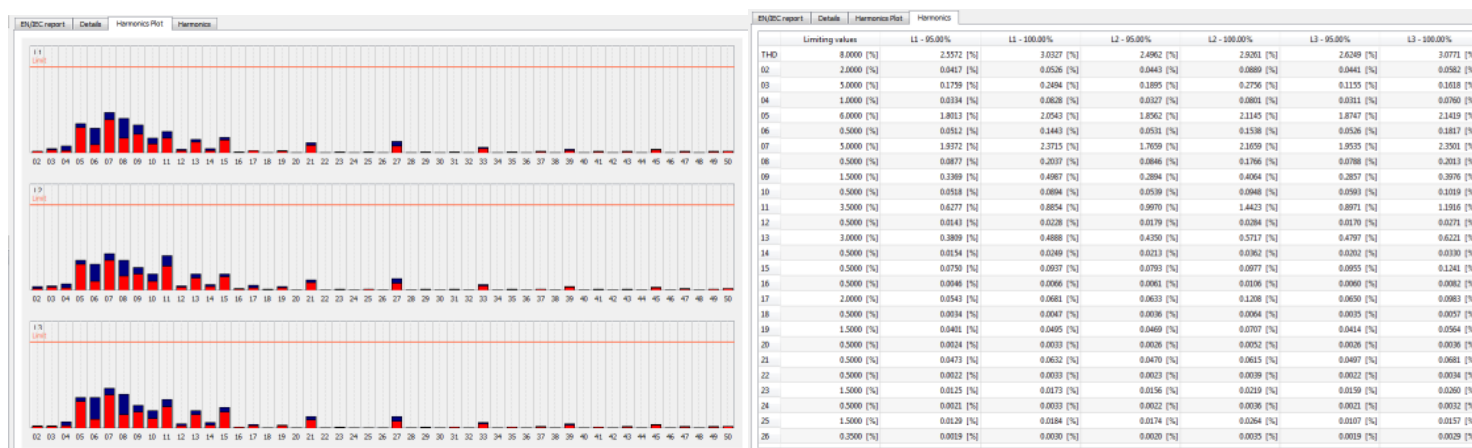 EN/IEC report Details Harmonics Plot Harmonics
L1
Limit
02 03 04 05 06 07 08 09 10 11 12 13 14 15 16 17 18 19 20 21 22 23 24 25 26 27 28 29 30 31 32 33 34 35 36 37 38 39 40 41 42 43 44 45 46 47 48 49 50
L2
Limit
02 03 04 05 06 07 08 09 10 11 12 13 14 15 16 17 18 19 20 21 22 23 24 25 26 27 28 29 30 31 32 33 34 35 36 37 38 39 40 41 42 43 44 45 46 47 48 49 50
L3
Limit
02 03 04 05 06 07 08 09 10 11 12 13 14 15 16 17 18 19 20 21 22 23 24 25 26 27 28 29 30 31 32 33 34 35 36 37 38 39 40 41 42 43 44 45 46 47 48 49 50
EN/IEC report Details Harmonics Plot Harmonics
Limiting values L1 - 95.00% L1 - 100.00% L2 - 95.00% L2 - 100.00% L3 - 95.00% L3 - 100.00%
THD 8.0000 [%] 2.5572 [%] 3.0327 [%] 2.4962 [%] 2.9261 [%] 2.6249 [%] 3.0771 [%
02 2.0000 [%] 0.0417 [%] 0.0526 [%] 0.0443 [%] 0.0889 [%] 0.0441 [%] 0.0582 [%
03 5.0000 [%] 0.1759 [%] 0.2494 [%] 0.1895 [%] 0.2756 [%] 0.1155 [%] 0.1618 [%
04 1.0000 [%] 0.0334 [%] 0.0828 [%] 0.0327 [%] 0.0801 [%] 0.0311 [%] 0.0760 [%
05 6.0000 [%] 1.8013 [%] 2.0543 [%] 1.8562 [%] 2.1145 [%] 1.8747 [%] 2.1419 [%
06 0.5000 [%] 0.0512 [%] 0.1443 [%] 0.0531 [%] 0.1538 [%] 0.0526 [%] 0.1817 [%
07 5.0000 [%] 1.9372 [%] 2.3715 [%] 1.7659 [%] 2.1659 [%] 1.9535 [%] 2.3501 [%
08 0.5000 [%] 0.0877 [%] 0.2037 [%] 0.0846 [%] 0.1766 [%] 0.0788 [%] 0.2013 [%
09 1.5000 [%] 0.3369 [%] 0.4987 [%] 0.2894 [%] 0.4064 [%] 0.2857 [%] 0.3976 [%
10 0.5000 [%] 0.0518 [%] 0.0894 [%] 0.0539 [%] 0.0948 [%] 0.0593 [%] 0.1019 [%
11 3.5000 [%] 0.6277 [%] 0.8854 [%] 0.9970 [%] 1.4423 [%] 0.8971 [%] 1.1916 [%
12 0.5000 [%] 0.0143 [%] 0.0228 [%] 0.0179 [%] 0.0284 [%] 0.0170 [%] 0.0271 [%
13 3.0000 [%] 0.3809 [%] 0.4888 [%] 0.4350 [%] 0.5717 [%] 0.4797 [%] 0.6221 [%
14 0.5000 [%] 0.0154 [%] 0.0249 [%] 0.0213 [%] 0.0362 [%] 0.0202 [%] 0.0330 [%
15 0.5000 [%] 0.0750 [%] 0.0937 [%] 0.0793 [%] 0.0977 [%] 0.0955 [%] 0.1241 [%
16 0.5000 [%] 0.0046 [%] 0.0066 [%] 0.0061 [%] 0.0106 [%] 0.0060 [%] 0.0082 [%
17 2.0000 [%] 0.0543 [%] 0.0681 [%] 0.0633 [%] 0.1208 [%] 0.0650 [%] 0.0983 [%
18 0.5000 [%] 0.0034 [%] 0.0047 [%] 0.0036 [%] 0.0064 [%] 0.0035 [%] 0.0057 [%
19 1.5000 [%] 0.0401 [%] 0.0495 [%] 0.0469 [%] 0.0707 [%] 0.0414 [%] 0.0564 [%
20 0.5000 [%] 0.0024 [%] 0.0033 [%] 0.0026 [%] 0.0052 [%] 0.0026 [%] 0.0036 [%
21 0.5000 [%] 0.0473 [%] 0.0632 [%] 0.0470 [%] 0.0615 [%] 0.0497 [%] 0.0681 [%
22 0.5000 [%] 0.0022 [%] 0.0033 [%] 0.0023 [%] 0.0039 [%] 0.0022 [%] 0.0034 [%
23 1.5000 [%] 0.0125 [%] 0.0173 [%] 0.0156 [%] 0.0219 [%] 0.0159 [%] 0.0260 [%
24 0.5000 [%] 0.0021 [%] 0.0033 [%] 0.0022 [%] 0.0036 [%] 0.0021 [%] 0.0032 [%
25 1.5000 [%] 0.0129 [%] 0.0184 [%] 0.0174 [%] 0.0264 [%] 0.0107 [%] 0.0157 [%
26 0.3500 [%] 0.0019 [%] 0.0030 [%] 0.0020 [%] 0.0035 [%] 0.0019 [%] 0.0029 [%